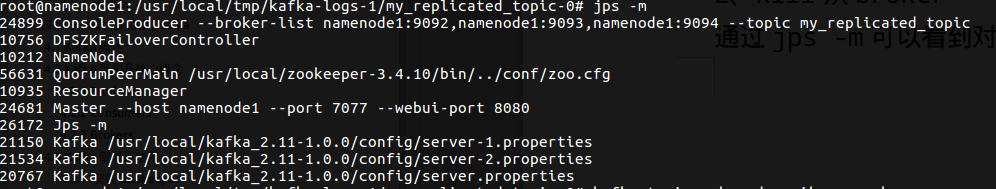 root@namenode1:/usr/local/tmp/kafka-logs-1/my_replicated_topic-0# jps -m
24899 ConsoleProducer --broker-list namenode1:9092,namenode1:9093,namenode1:9094 --topic my_replicated_topic
10756 DFSZKFailoverController
通过 jps -m 可以看到对
10212 NameNode
56631 QuorumPeerMain /usr/local/zookeeper-3.4.10/bin/../conf/zoo.cfg
10935 ResourceManager
24681 Master --host namenode1 --port 7077 --webui-port 8080
26172 Jps -m
21150 Kafka /usr/local/kafka_2.11-1.0.0/config/server-1.properties
21534 Kafka /usr/local/kafka_2.11-1.0.0/config/server-2.properties
20767 Kafka /usr/local/kafka_2.11-1.0.0/config/server.properties